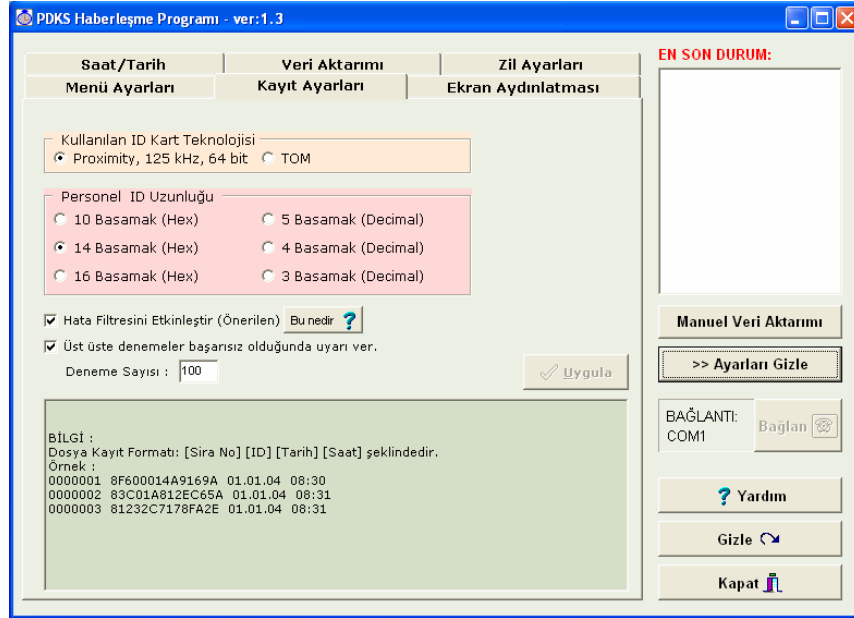 PDKS Haberleşme Programı - ver:1.3
Saat/Tarih
Veri Aktarımı
Zil Ayarları
Menü Ayarları
Kayıt Ayarları
Ekran Aydınlatması
Kullanılan ID Kart Teknolojisi
Proximity, 125 kHz, 64 bit
TOM
Personel ID Uzunluğu
10 Basamak (Hex)
5 Basamak (Decimal)
14 Basamak (Hex)
4 Basamak (Decimal)
16 Basamak (Hex)
3 Basamak (Decimal)
Hata Filtresini Etkinleştir (Önerilen)
Bu nedir ?
Üst üste denemeler başarısız olduğunda uyarı ver.
Deneme Sayısı : 100
Uygula
BİLGİ :
Dosya Kayıt Formatı: [Sira No] [ID] [Tarih] [Saat] şeklindedir.
Örnek :
0000001 8F600014A9169A 01.01.04 08:30
0000002 83C01A812EC65A 01.01.04 08:31
0000003 81232C7178FA2E 01.01.04 08:31
EN SON DURUM:
Manuel Veri Aktarımı
>> Ayarları Gizle
BAĞLANTI:
COM1
Bağlan
? Yardım
Gizle
Kapat